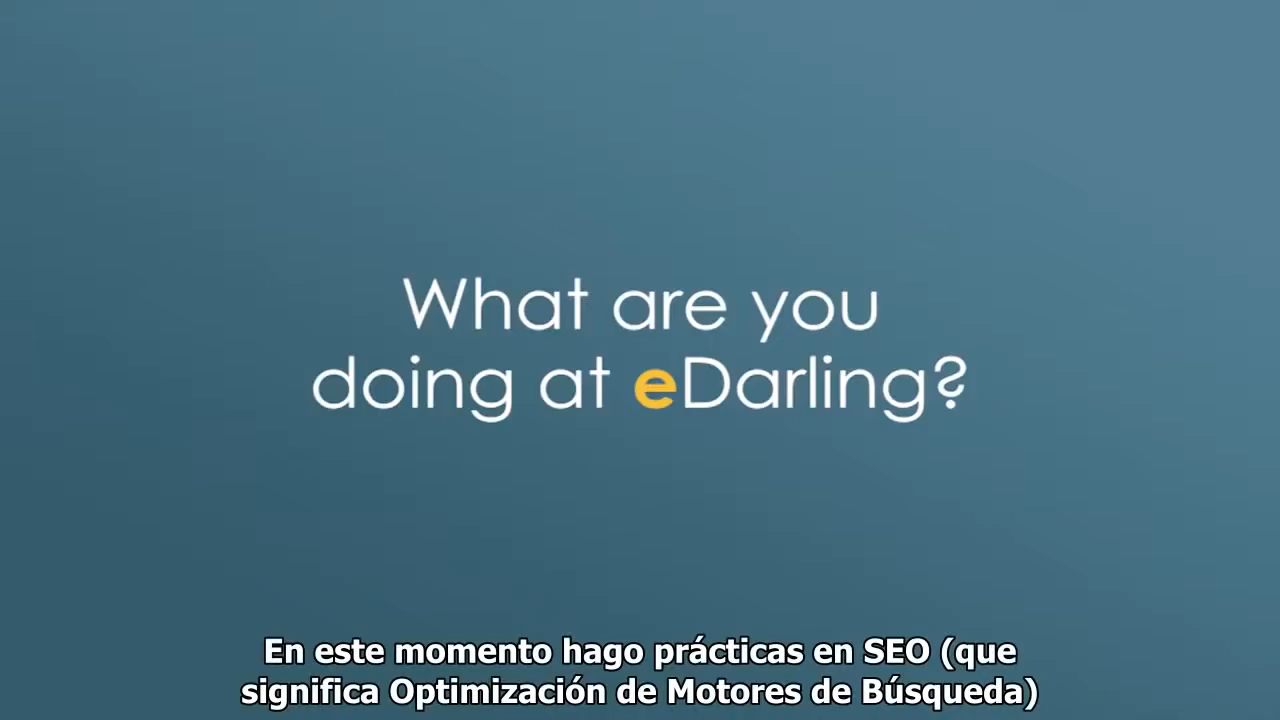 What are you
doing at eDarling?
En este momento hago prácticas en SEO (que
significa Optimización de Motores de Búsqueda)